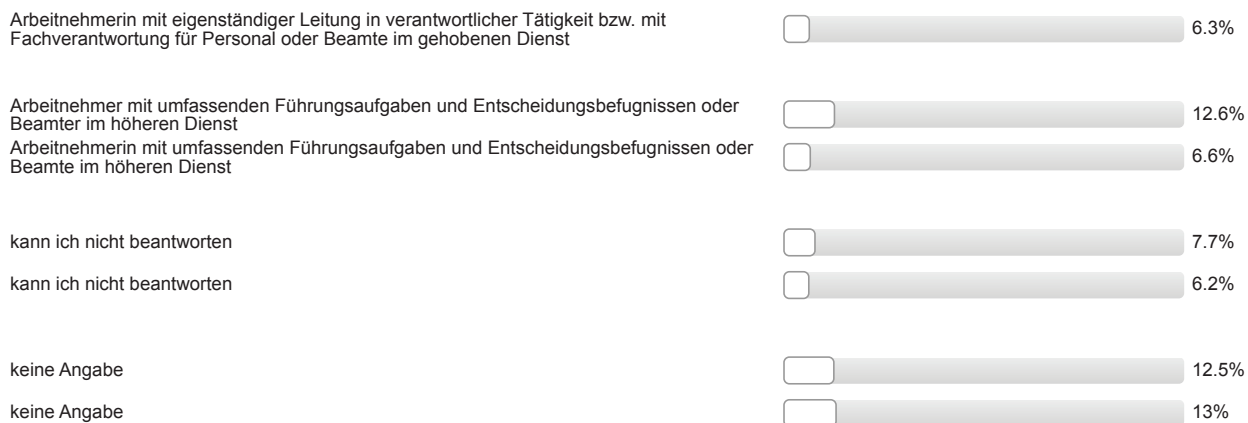 Arbeitnehmerin mit eigenständiger Leitung in verantwortlicher Tätigkeit bzw. mit
Fachverantwortung für Personal oder Beamte im gehobenen Dienst
6.3%
Arbeitnehmer mit umfassenden Führungsaufgaben und Entscheidungsbefugnissen oder
Beamter im höheren Dienst
12.6%
Arbeitnehmerin mit umfassenden Führungsaufgaben und Entscheidungsbefugnissen oder
Beamte im höheren Dienst
6.6%
kann ich nicht beantworten
7.7%
kann ich nicht beantworten
6.2%
keine Angabe
12.5%
keine Angabe
13%